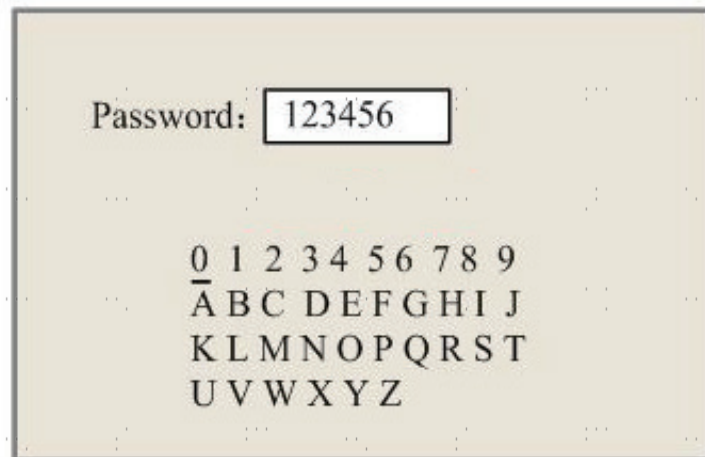 Password: 123456
0 1 2 3 4 5 6 7 8 9
A B C D E F G H I J
K L M N O P Q R S T
U V W X Y Z